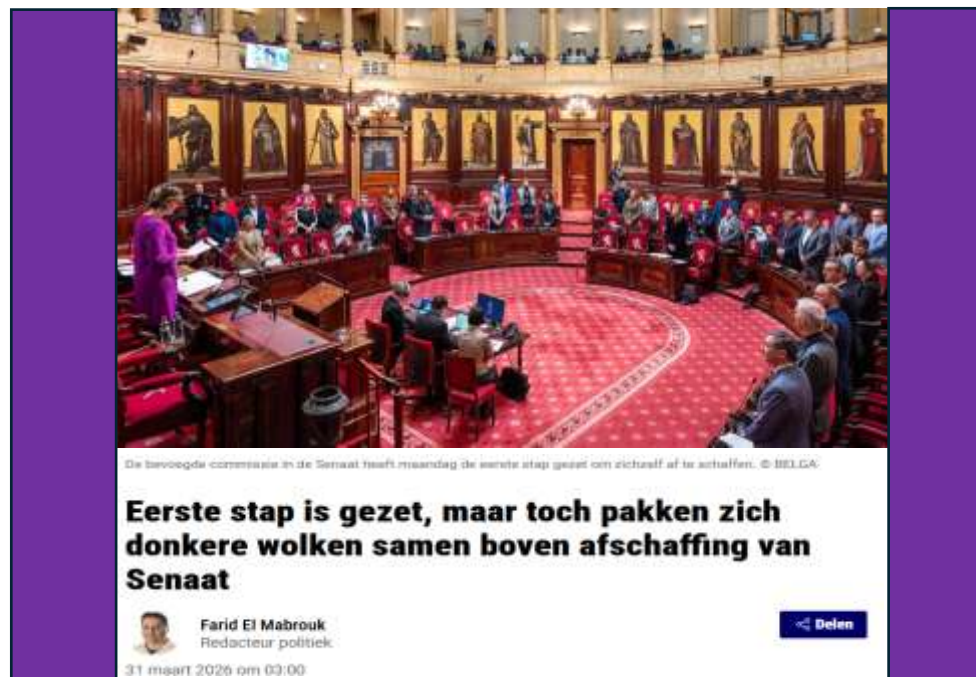 De bevoegde commissie in de Senaat heeft maandag de eerste stap gezet om zichzelf af te schaffen. © BELGA
Eerste stap is gezet, maar toch pakken zich
donkere wolken samen boven afschaffing van
Senaat
Farid El Mabrouk
Redacteur politiek
Delen
31 maart 2026 om 03:00